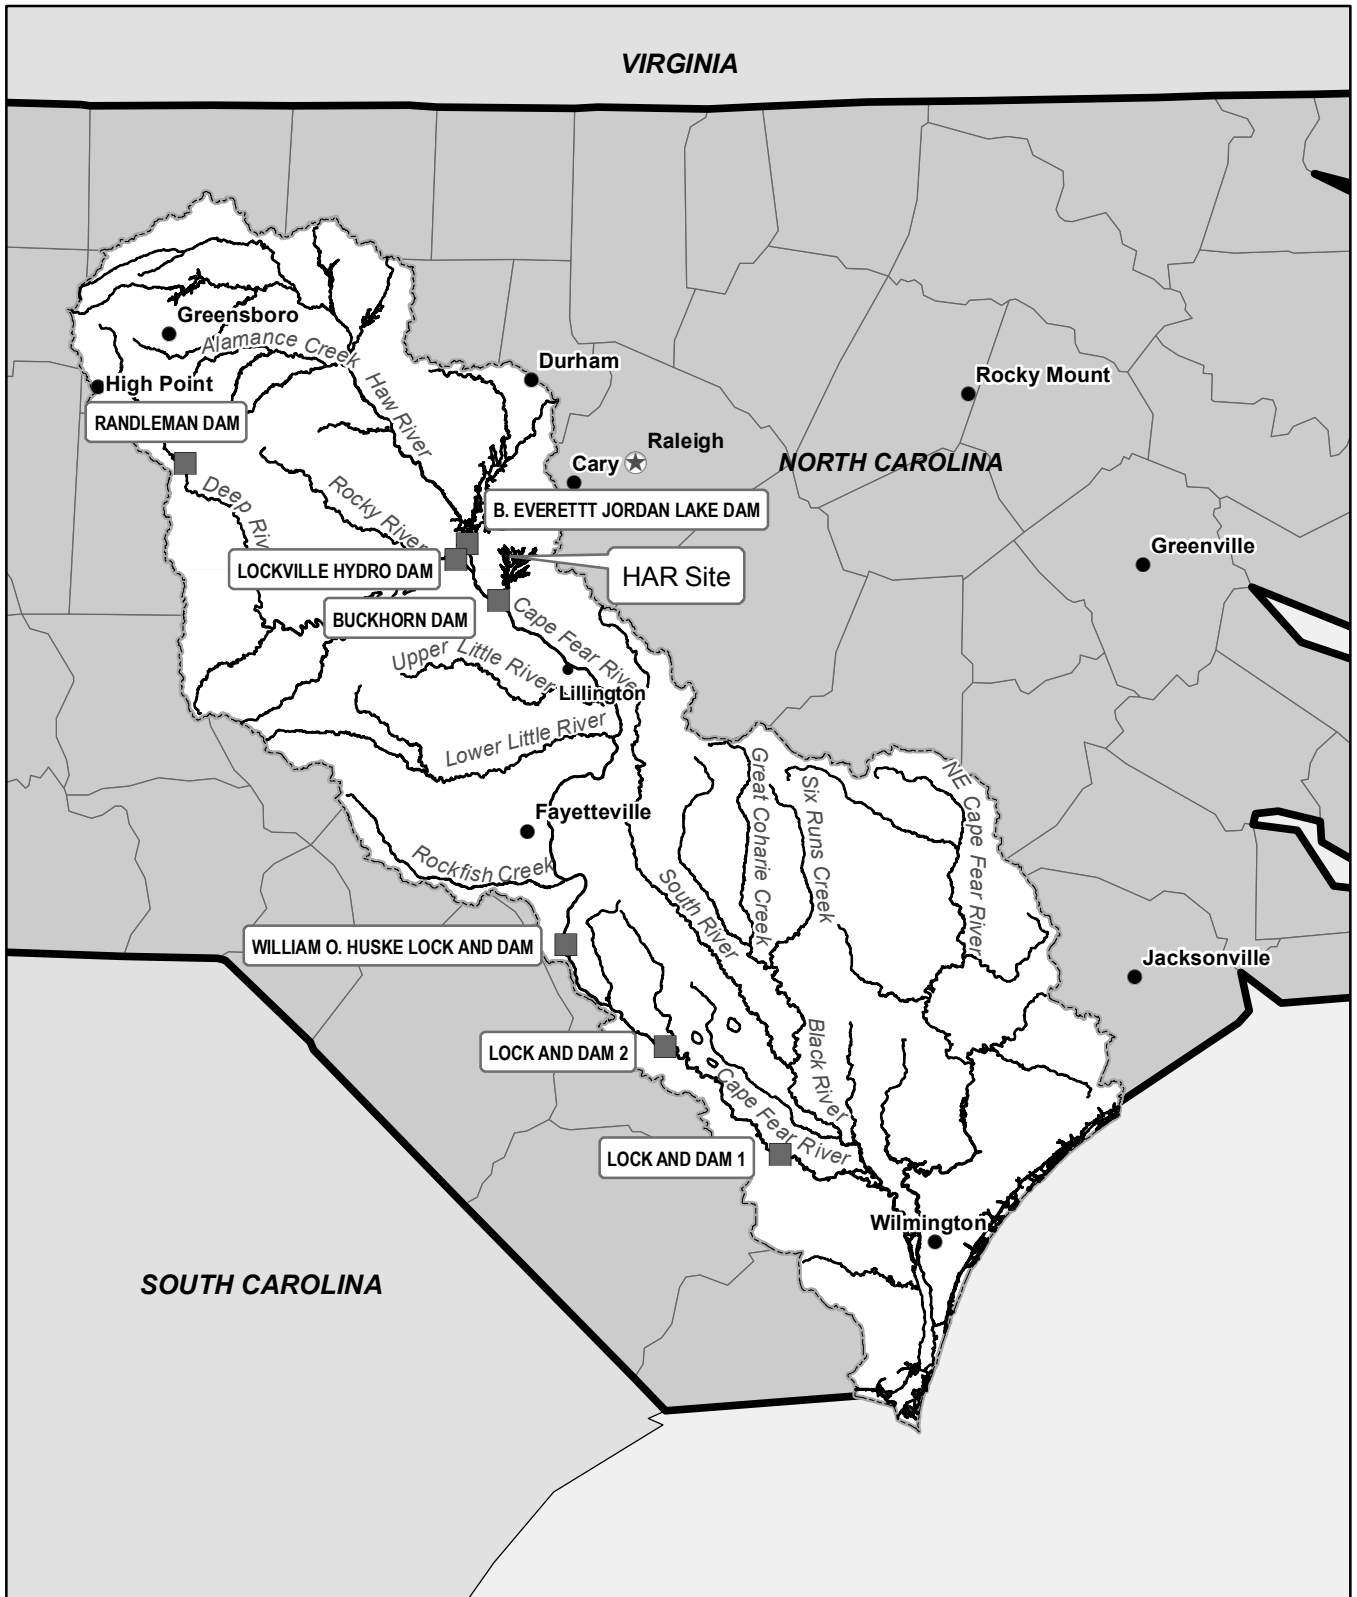 VIRGINIA
Greensboro
Alamance Creek
High Point
Haw River
Durham
Rocky Mount
RANDLEMAN DAM
Raleigh
Cary
NORTH CAROLINA
Deep Riv
Rocky River
B. EVERETTT JORDAN LAKE DAM
LOCKVILLE HYDRO DAM
HAR Site
Greenville
BUCKHORN DAM
Cape Fear River
Upper Little River
Lillington
Lower Little River
Fayetteville
Great Coharie Creek
Six Runs Creek
NE Cape Fear River
Rockfish Creek
South River
WILLIAM O. HUSKE LOCK AND DAM
Jacksonville
LOCK AND DAM 2
Black River
Cape Fear River
LOCK AND DAM 1
Wilmington
SOUTH CAROLINA